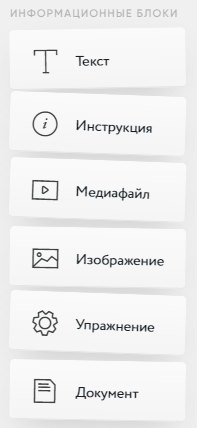 ИНФОРМАЦИОННЫЕ БЛОКИ
Текст
Инструкция
Медиафайл
Изображение
Упражнение
Документ